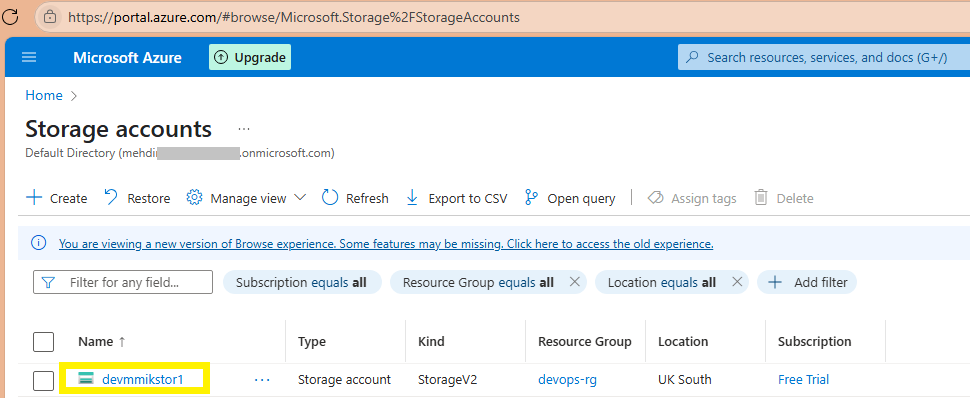 https://portal.azure.com/#browse/Microsoft.Storage%2FStorageAccounts
Microsoft Azure Upgrade Search resources, services, and docs (G+/)
Home >
Storage accounts ...
Default Directory (mehdi .onmicrosoft.com)
+ Create Restore Manage view Refresh Export to CSV Open query Assign tags Delete
You are viewing a new version of Browse experience. Some features may be missing. Click here to access the old experience.
Filter for any field... Subscription equals all Resource Group equals all × Location equals all × + Add filter
Name ↑ Type Kind Resource Group Location Subscription
devmmikstor1 ... Storage account StorageV2 devops-rg UK South Free Trial